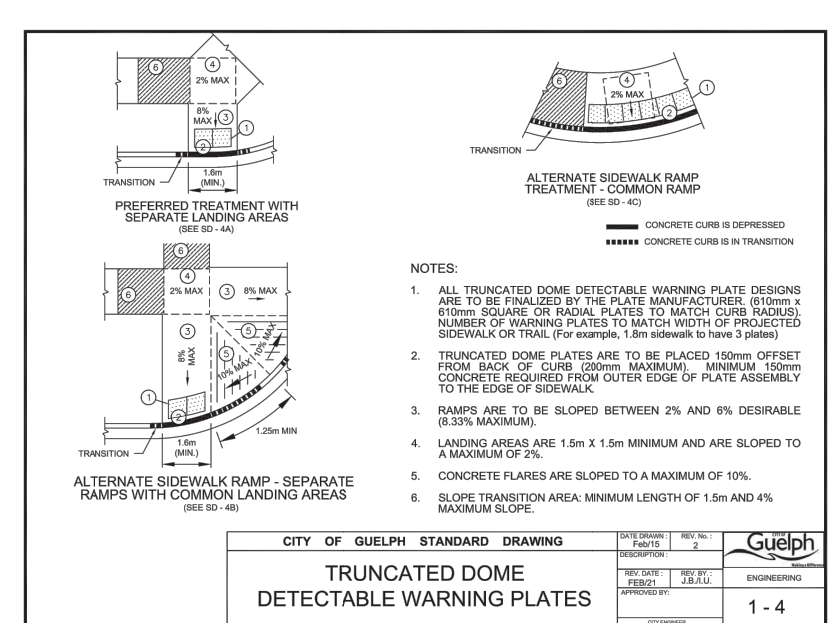 6
4
2% MAX
8%
MAX
3
1
2
TRANSITION
1.6m
(MIN.)
PREFERRED TREATMENT WITH
SEPARATE LANDING AREAS
(SEE SD - 4A)
6
4
2% MAX
1
2
TRANSITION
ALTERNATE SIDEWALK RAMP
TREATMENT - COMMON RAMP
(SEE SD - 4C)
CONCRETE CURB IS DEPRESSED
CONCRETE CURB IS IN TRANSITION
6
4
6
2% MAX
3
8% MAX
3
5
10% MAX
8%
MAX
5
10% MAX
1
2
TRANSITION
1.6m
(MIN.)
1.25m MIN
ALTERNATE SIDEWALK RAMP - SEPARATE
RAMPS WITH COMMON LANDING AREAS
(SEE SD - 4B)
NOTES:
1. ALL TRUNCATED DOME DETECTABLE WARNING PLATE DESIGNS
ARE TO BE FINALIZED BY THE PLATE MANUFACTURER. (610mm x
610mm SQUARE OR RADIAL PLATES TO MATCH CURB RADIUS).
NUMBER OF WARNING PLATES TO MATCH WIDTH OF PROJECTED
SIDEWALK OR TRAIL (For example, 1.8m sidewalk to have 3 plates)
2. TRUNCATED DOME PLATES ARE TO BE PLACED 150mm OFFSET
FROM BACK OF CURB (200mm MAXIMUM). MINIMUM 150mm
CONCRETE REQUIRED FROM OUTER EDGE OF PLATE ASSEMBLY
TO THE EDGE OF SIDEWALK
3. RAMPS ARE TO BE SLOPED BETWEEN 2% AND 6% DESIRABLE
(8.33% MAXIMUM).
4. LANDING AREAS ARE 1.5m X 1.5m MINIMUM AND ARE SLOPED TO
A MAXIMUM OF 2%.
5. CONCRETE FLARES ARE SLOPED TO A MAXIMUM OF 10%.
6. SLOPE TRANSITION AREA: MINIMUM LENGTH OF 1.5m AND 4%
MAXIMUM SLOPE.
CITY OF GUELPH STANDARD DRAWING
TRUNCATED DOME
DETECTABLE WARNING PLATES
DATE DRAWN :
Feb/15
REV. No. :
2
DESCRIPTION :
REV. DATE :
FEB/21
REV. BY. :
J.B./I.U.
APPROVED BY:
CITY ENGINEER
CITY OF
Guelph
Making a Difference
ENGINEERING
1 - 4